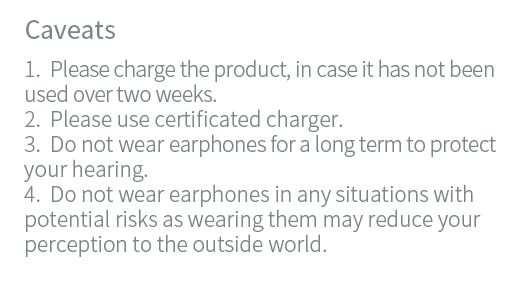 Caveats
1. Please charge the product, in case it has not been
used over two weeks.
2. Please use certificated charger.
3. Do not wear earphones for a long term to protect
your hearing.
4. Do not wear earphones in any situations with
potential risks as wearing them may reduce your
perception to the outside world.